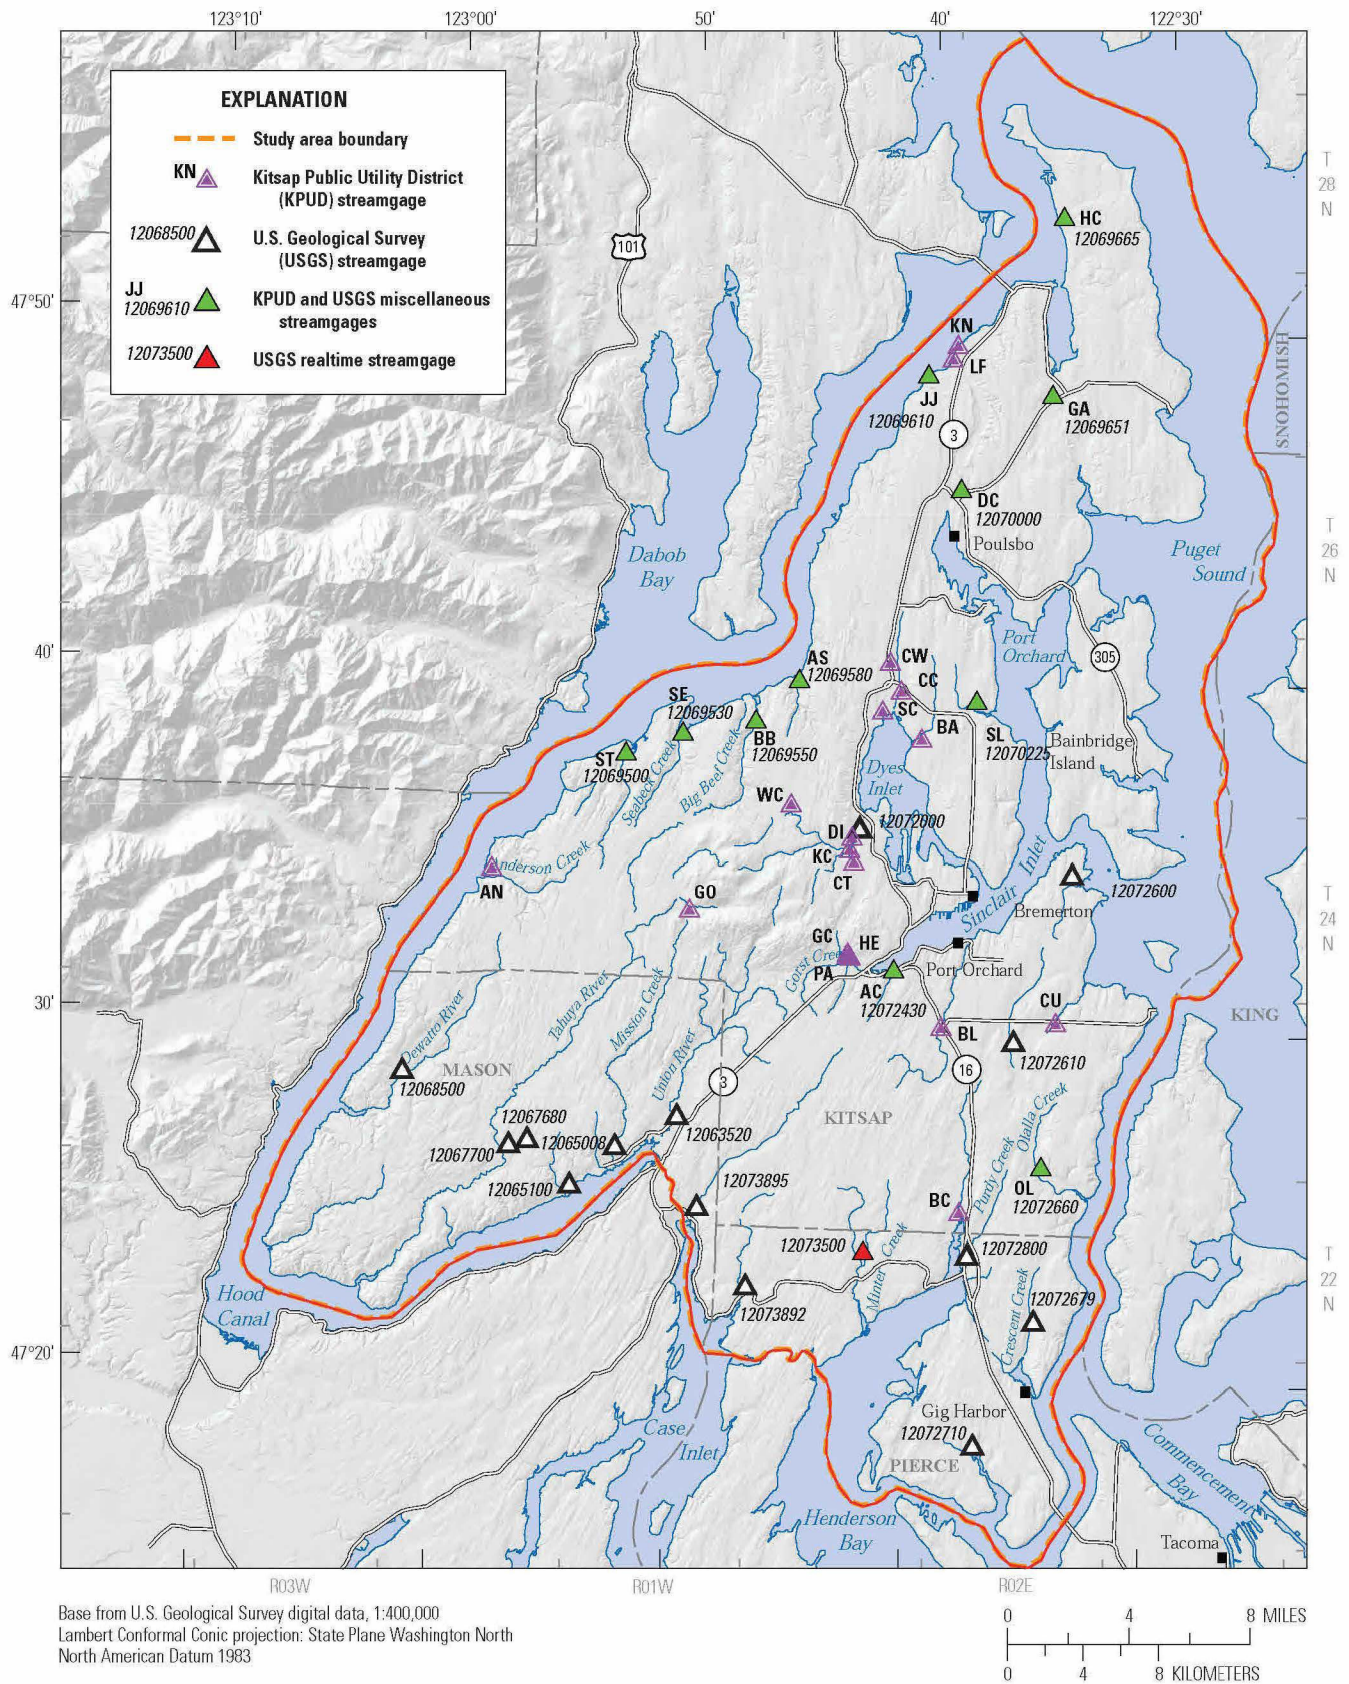 123°10'
123°00'
50'
40'
122°30'
EXPLANATION
Study area boundary
KN
Kitsap Public Utility District
(KPUD) streamgage
12068500
U.S. Geological Survey
(USGS) streamgage
JJ
12069610
KPUD and USGS miscellaneous
streamgages
12073500
USGS realtime streamgage
T
28
N
101
HC
12069665
47°50'
KN
LF
SNOHOMISH
JJ
12069610
GA
12069651
3
DC
12070000
Poulsbo
T
26
N
Dabob
Bay
Puget
Sound
40'
Port
Orchard
305
CW
AS
12069580
CC
SE
12069530
SC
BA
SL
12070225
BB
12069550
Bainbridge
Island
ST
12069500
Seabeck Creek
Big Beef Creek
Dyes
Inlet
WC
DI
12072000
KC
CT
Anderson Creek
AN
Sinclair Inlet
12072600
GO
Bremerton
T
24
N
GC
HE
Gorst Creek
PA
Port Orchard
AC
12072430
30'
CU
KING
BL
Dewatto River
Tahuya River
Mission Creek
Union River
MASON
12068500
3
16
12072610
12067680
12067700
12065008
12063520
KITSAP
Olalla Creek
Purdy Creek
12065100
12073895
OL
12072660
BC
12073500
Minter Creek
12072800
T
22
N
Hood
Canal
12073892
12072679
Crescent Creek
47°20'
Case
Inlet
Gig Harbor
12072710
PIERCE
Henderson
Bay
Commencement
Bay
Tacoma
R03W
R01W
R02E
Base from U.S. Geological Survey digital data, 1:400,000
Lambert Conformal Conic projection: State Plane Washington North
North American Datum 1983
0
4
8 MILES
0
4
8 KILOMETERS